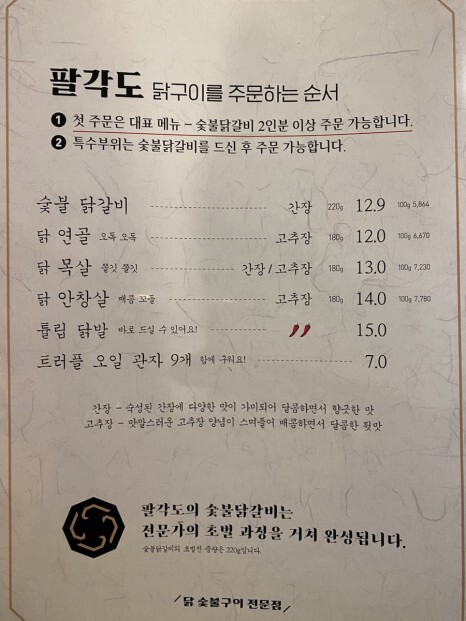 팔각도 닭구이를 주문하는 순서
1 첫 주문은 대표 메뉴 - 숯불닭갈비 2인분 이상 주문 가능합니다.
2 특수부위는 숯불닭갈비를 드신 후 주문 가능합니다.
숯불 닭갈비 간장 220g 12.9 100g 5,864
닭 연골 오독 오독 고추장 180g 12.0 100g 6,670
닭 목살 쫄깃 쫄깃 간장/고추장 180g 13.0 100g 7,230
닭 안창살 매콤 꼬들 고추장 180g 14.0 100g 7,780
튤립 닭발 바로 드실 수 있어요! 15.0
트러플 오일 관자 9개 함께 구워요! 7.0
간장 - 숙성된 간장에 다양한 맛이 가미되어 달콤하면서 향긋한 맛
고추장 - 맛깔스러운 고추장 양념이 스며들어 매콤하면서 달콤한 뒷맛
팔각도의 숯불닭갈비는
전문가의 초벌 과정을 거쳐 완성됩니다.
숯불닭갈비의 초벌전 중량은 220g입니다.
/ 닭 숯불구이 전문점 /